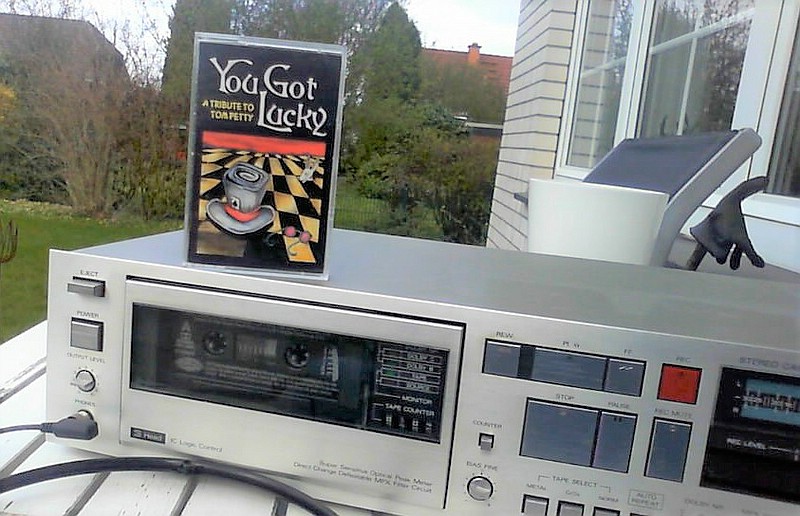 You Got
Lucky
A TRIBUTE TO
TOM PETTY
EJECT
POWER
OUTPUT LEVEL
PHONES
DOLBY B
MONITOR
TAPE COUNTER
3 Head
IC Logic Control
Super Sensitive Optical Peak Meter
Direct Change Defeatable MPX Filter Circuit
REW
FF
REC
STOP
PAUSE
REC MUTE
COUNTER
BIAS FINE
TAPE SELECT
METAL
NORM
AUTO
REPEAT
STEREO CA
REC LEVEL